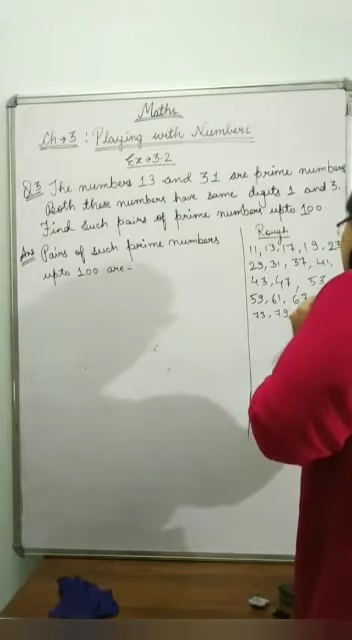 Maths
Ch → 3 : Playing with Numbers
Ex → 3.2
Q3 The numbers 13 and 31 are prime numbers
Both these numbers have same digits 1 and 3.
Find such pairs of prime numbers upto 100.
Ans Pairs of such prime numbers
upto 100 are -
Rough
11, 13, 17, 19, 23
29, 31, 37, 41,
43, 47, 53
59, 61, 67
73, 79